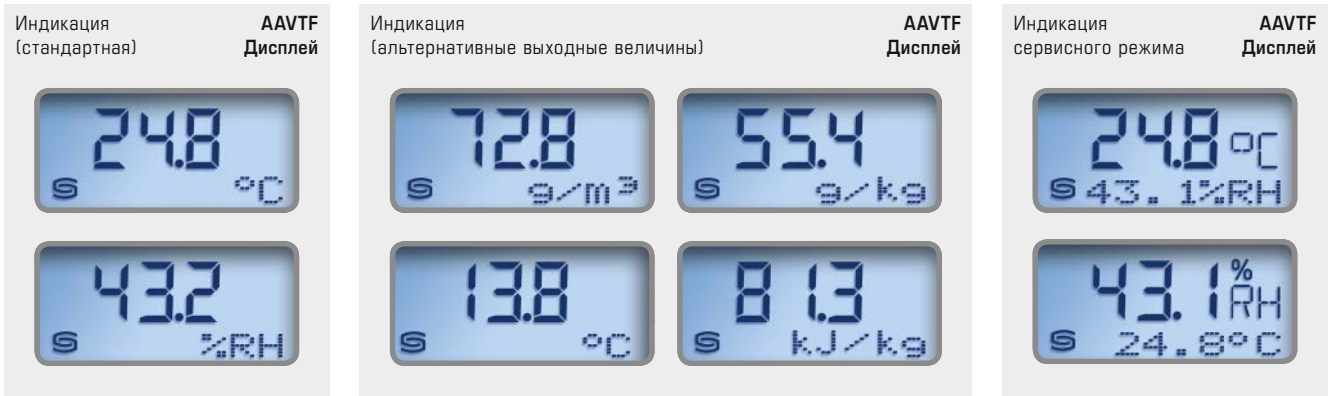 Индикация
(стандартная)
AAVTF
Дисплей
24.8
°C
43.2
%RH
Индикация
(альтернативные выходные величины)
AAVTF
Дисплей
72.8
g/m³
55.4
g/kg
13.8
°C
81.3
kJ/kg
Индикация
сервисного режима
AAVTF
Дисплей
24.8 °C
43.1%RH
43.1 % RH
24.8°C